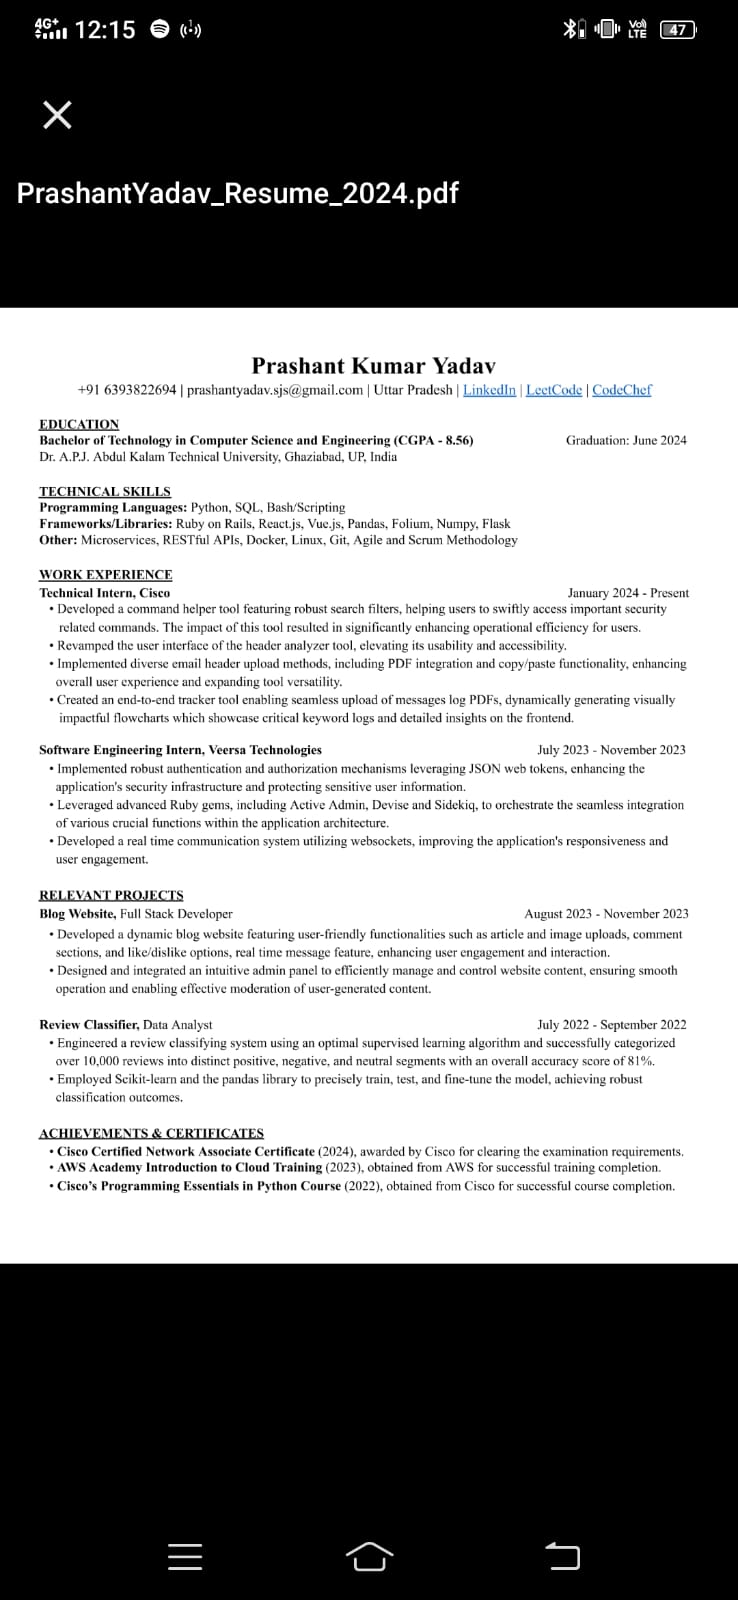 4G+ 12:15 Vo)) LTE 47
PrashantYadav_Resume_2024.pdf
Prashant Kumar Yadav
+91 6393822694 | prashantyadav.sjs@gmail.com | Uttar Pradesh | LinkedIn | LeetCode | CodeChef
EDUCATION
Bachelor of Technology in Computer Science and Engineering (CGPA - 8.56) Graduation: June 2024
Dr. A.P.J. Abdul Kalam Technical University, Ghaziabad, UP, India
TECHNICAL SKILLS
Programming Languages: Python, SQL, Bash/Scripting
Frameworks/Libraries: Ruby on Rails, React.js, Vue.js, Pandas, Folium, Numpy, Flask
Other: Microservices, RESTful APIs, Docker, Linux, Git, Agile and Scrum Methodology
WORK EXPERIENCE
Technical Intern, Cisco January 2024 - Present
• Developed a command helper tool featuring robust search filters, helping users to swiftly access important security
related commands. The impact of this tool resulted in significantly enhancing operational efficiency for users.
• Revamped the user interface of the header analyzer tool, elevating its usability and accessibility.
• Implemented diverse email header upload methods, including PDF integration and copy/paste functionality, enhancing
overall user experience and expanding tool versatility.
• Created an end-to-end tracker tool enabling seamless upload of messages log PDFs, dynamically generating visually
impactful flowcharts which showcase critical keyword logs and detailed insights on the frontend.
Software Engineering Intern, Veersa Technologies July 2023 - November 2023
• Implemented robust authentication and authorization mechanisms leveraging JSON web tokens, enhancing the
application's security infrastructure and protecting sensitive user information.
• Leveraged advanced Ruby gems, including Active Admin, Devise and Sidekiq, to orchestrate the seamless integration
of various crucial functions within the application architecture.
• Developed a real time communication system utilizing websockets, improving the application's responsiveness and
user engagement.
RELEVANT PROJECTS
Blog Website, Full Stack Developer August 2023 - November 2023
• Developed a dynamic blog website featuring user-friendly functionalities such as article and image uploads, comment
sections, and like/dislike options, real time message feature, enhancing user engagement and interaction.
• Designed and integrated an intuitive admin panel to efficiently manage and control website content, ensuring smooth
operation and enabling effective moderation of user-generated content.
Review Classifier, Data Analyst July 2022 - September 2022
• Engineered a review classifying system using an optimal supervised learning algorithm and successfully categorized
over 10,000 reviews into distinct positive, negative, and neutral segments with an overall accuracy score of 81%.
• Employed Scikit-learn and the pandas library to precisely train, test, and fine-tune the model, achieving robust
classification outcomes.
ACHIEVEMENTS & CERTIFICATES
• Cisco Certified Network Associate Certificate (2024), awarded by Cisco for clearing the examination requirements.
• AWS Academy Introduction to Cloud Training (2023), obtained from AWS for successful training completion.
• Cisco's Programming Essentials in Python Course (2022), obtained from Cisco for successful course completion.